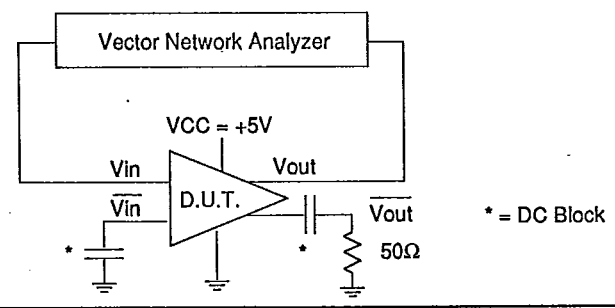 Vector Network Analyzer
VCC = +5V
Vin
Vout
Vin
D.U.T.
Vout
* = DC Block
*
*
50Ω